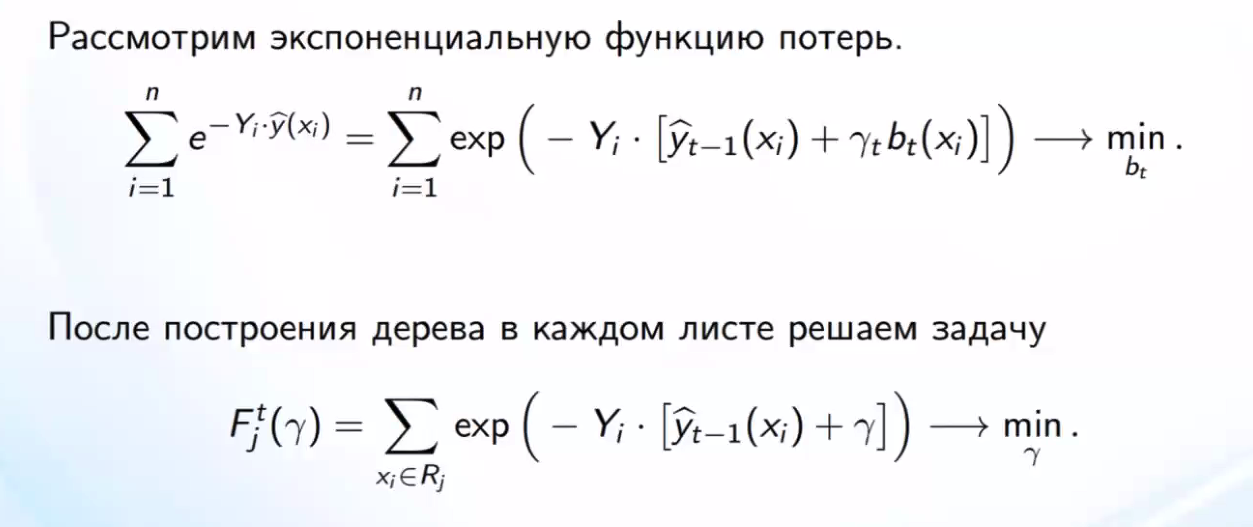 Рассмотрим экспоненциальную функцию потерь.
$$\sum_{i=1}^{n} e^{-Y_i \cdot \widehat{y}(x_i)} = \sum_{i=1}^{n} \exp\left(-Y_i \cdot \left[\widehat{y}_{t-1}(x_i) + \gamma_t b_t(x_i)\right]\right) \longrightarrow \min_{b_t}.$$
После построения дерева в каждом листе решаем задачу
$$F_j^t(\gamma) = \sum_{x_i \in R_j} \exp\left(-Y_i \cdot \left[\widehat{y}_{t-1}(x_i) + \gamma\right]\right) \longrightarrow \min_{\gamma}.$$